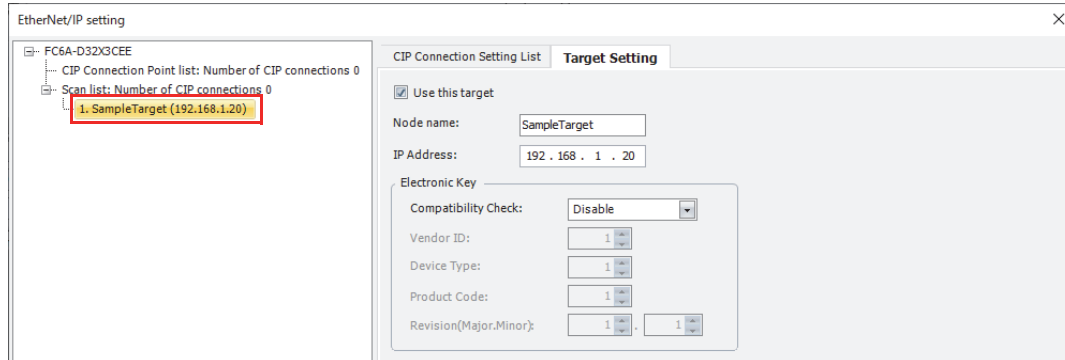 EtherNet/IP setting
FC6A-D32X3CEE
CIP Connection Point list: Number of CIP connections 0
Scan list: Number of CIP connections 0
1. SampleTarget (192.168.1.20)
CIP Connection Setting List
Target Setting
Use this target
Node name: SampleTarget
IP Address: 192 . 168 . 1 . 20
Electronic Key
Compatibility Check: Disable
Vendor ID: 1
Device Type: 1
Product Code: 1
Revision(Major.Minor): 1 . 1